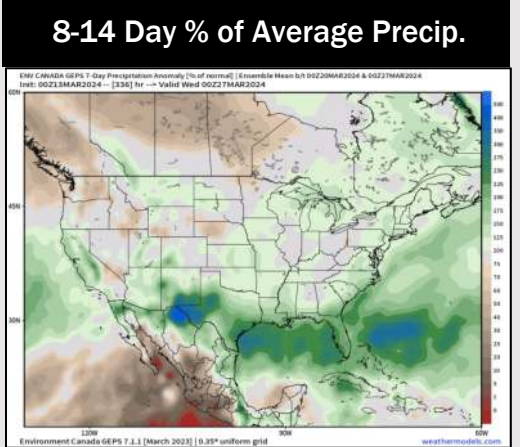 8-14 Day % of Average Precip.
ENV CANADA GEPS 7-Day Precipitation Anomaly [% of normal] | Ensemble Mean b/t 00Z20MAR2024 & 00Z27MAR2024
Init: 00Z13MAR2024 -- [336] hr --> Valid Wed 00Z27MAR2024
60N
45N
30N
120W
90W
60W
Environment Canada GEPS 7.1.1 [March 2023] | 0.35° uniform grid
weathermodels.com